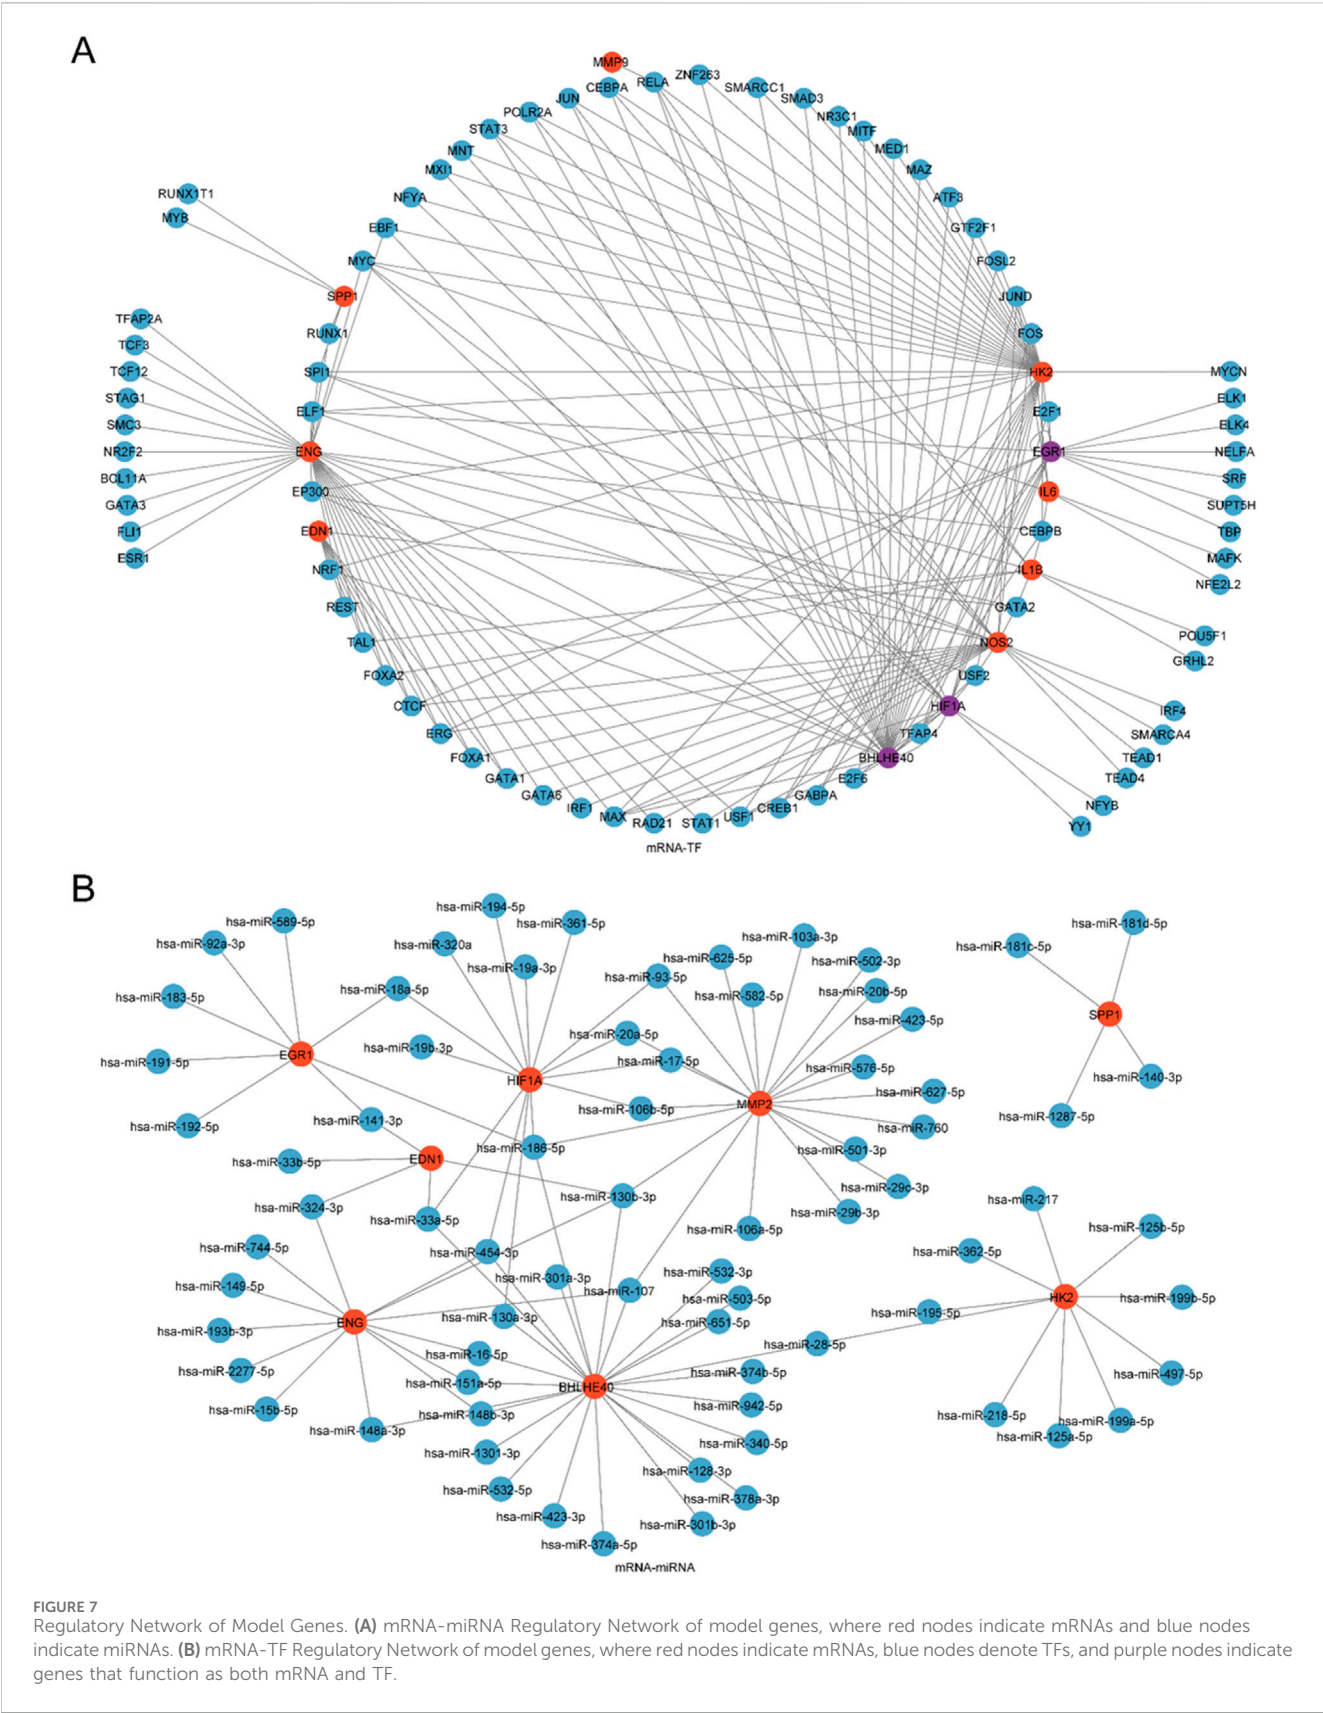 A
MMP9
ZNF263
RELA
CEBPA
SMARCC1
JUN
SMAD3
POLR2A
NR3C1
STAT3
MITF
MNT
MED1
MXI1
MAZ
RUNX1T1
NFYA
ATF3
MYB
EBF1
GTF2F1
MYC
FOSL2
SPP1
JUND
TFAP2A
RUNX1
FOS
TCF3
TCF12
SPI1
HK2
MYCN
STAG1
ELK1
ELF1
E2F1
SMC3
ELK4
NR2F2
ENG
EGR1
NELFA
BCL11A
SRF
EP300
IL6
GATA3
SUPT5H
FLI1
EDN1
CEBPB
TBP
ESR1
MAFK
NRF1
IL1B
NFE2L2
REST
GATA2
TAL1
NOS2
POU5F1
FOXA2
USF2
GRHL2
CTCF
HIF1A
IRF4
ERG
TFAP4
SMARCA4
FOXA1
BHLHE40
TEAD1
GATA1
E2F6
TEAD4
GATA6
GABPA
NFYB
IRF1
CREB1
MAX
RAD21
STAT1
USF1
YY1
mRNA-TF
B
hsa-miR-194-5p
hsa-miR-589-5p
hsa-miR-361-5p
hsa-miR-181d-5p
hsa-miR-92a-3p
hsa-miR-320a
hsa-miR-103a-3p
hsa-miR-181c-5p
hsa-miR-625-5p
hsa-miR-502-3p
hsa-miR-19a-3p
hsa-miR-93-5p
hsa-miR-18a-5p
hsa-miR-582-5p
hsa-miR-20b-5p
hsa-miR-183-5p
SPP1
hsa-miR-423-5p
hsa-miR-20a-5p
hsa-miR-19b-3p
EGR1
hsa-miR-17-5p
hsa-miR-191-5p
hsa-miR-576-5p
HIF1A
hsa-miR-140-3p
hsa-miR-627-5p
MMP2
hsa-miR-106b-5p
hsa-miR-1287-5p
hsa-miR-141-3p
hsa-miR-192-5p
hsa-miR-760
hsa-miR-186-5p
hsa-miR-501-3p
EDN1
hsa-miR-33b-5p
hsa-miR-29c-3p
hsa-miR-130b-3p
hsa-miR-217
hsa-miR-324-3p
hsa-miR-29b-3p
hsa-miR-33a-5p
hsa-miR-106a-5p
hsa-miR-125b-5p
hsa-miR-744-5p
hsa-miR-454-3p
hsa-miR-362-5p
hsa-miR-532-3p
hsa-miR-301a-3p
hsa-miR-149-5p
hsa-miR-107
hsa-miR-503-5p
HK2
hsa-miR-199b-5p
hsa-miR-195-5p
hsa-miR-130a-3p
hsa-miR-651-5p
ENG
hsa-miR-193b-3p
hsa-miR-28-5p
hsa-miR-16-5p
hsa-miR-2277-5p
hsa-miR-374b-5p
hsa-miR-497-5p
hsa-miR-151a-5p
BHLHE40
hsa-miR-942-5p
hsa-miR-15b-5p
hsa-miR-148b-3p
hsa-miR-218-5p
hsa-miR-199a-5p
hsa-miR-148a-3p
hsa-miR-125a-5p
hsa-miR-340-5p
hsa-miR-1301-3p
hsa-miR-128-3p
hsa-miR-532-5p
hsa-miR-378a-3p
hsa-miR-423-3p
hsa-miR-301b-3p
hsa-miR-374a-5p
mRNA-miRNA
FIGURE 7
Regulatory Network of Model Genes. (A) mRNA-miRNA Regulatory Network of model genes, where red nodes indicate mRNAs and blue nodes
indicate miRNAs. (B) mRNA-TF Regulatory Network of model genes, where red nodes indicate mRNAs, blue nodes denote TFs, and purple nodes indicate
genes that function as both mRNA and TF.